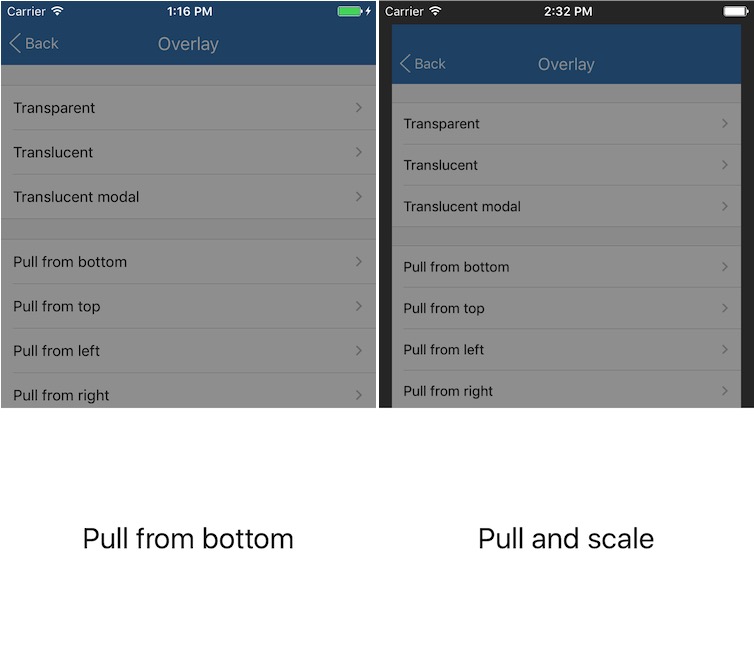 Carrier 1:16 PM
Back Overlay
Transparent
Translucent
Translucent modal
Pull from bottom
Pull from top
Pull from left
Pull from right
Pull from bottom
Carrier 2:32 PM
Back Overlay
Transparent
Translucent
Translucent modal
Pull from bottom
Pull from top
Pull from left
Pull from right
Pull and scale